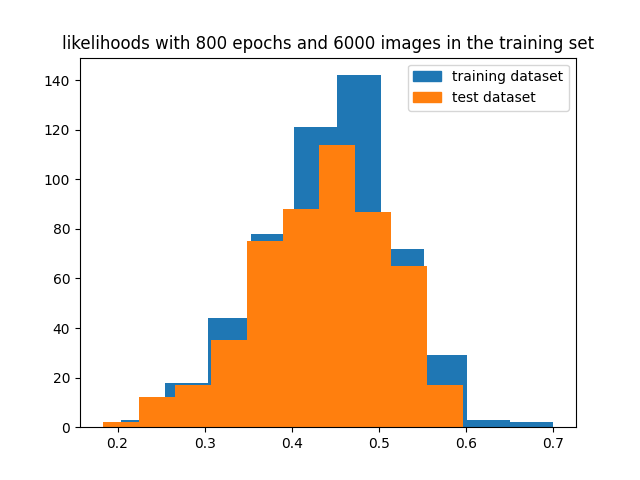 likelihoods with 800 epochs and 6000 images in the training set
training dataset
test dataset
140
120
100
80
60
40
20
0
0.2 0.3 0.4 0.5 0.6 0.7